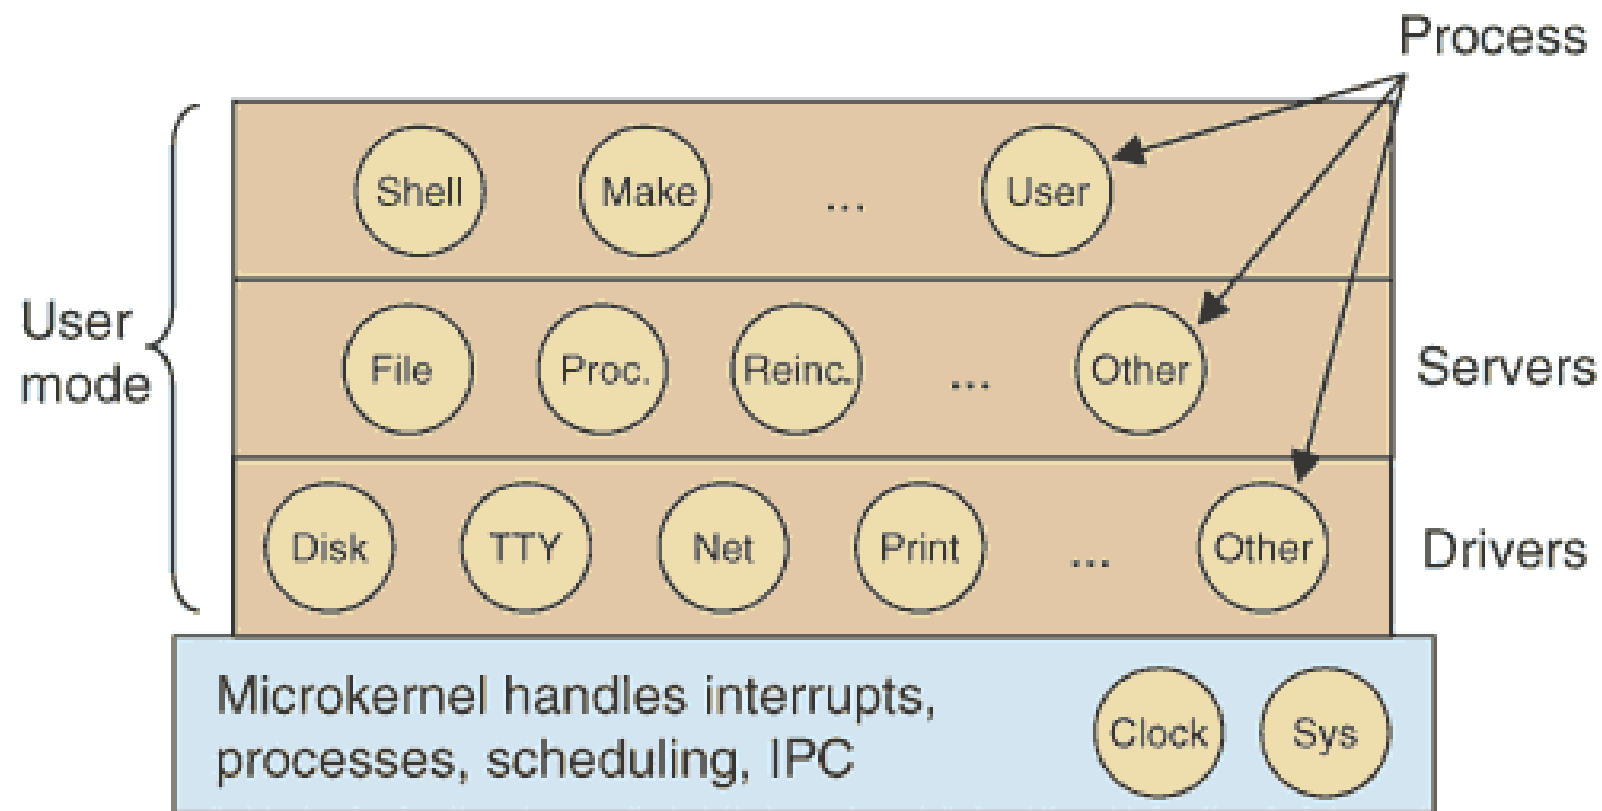 Process
Shell
Make
...
User
User
mode
File
Proc.
Reinc.
...
Other
Servers
Disk
TTY
Net
Print
...
Other
Drivers
Microkernel handles interrupts,
processes, scheduling, IPC
Clock
Sys